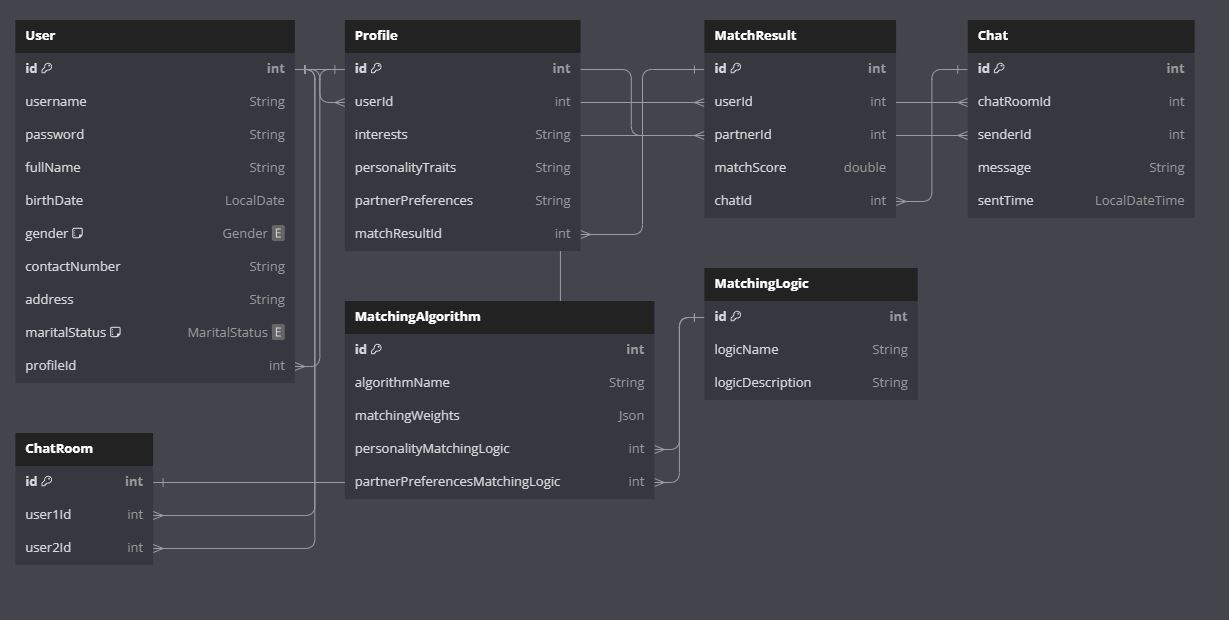 User
id int
username String
password String
fullName String
birthDate LocalDate
gender Gender E
contactNumber String
address String
maritalStatus MaritalStatus E
profileId int
Profile
id int
userId int
interests String
personalityTraits String
partnerPreferences String
matchResultId int
MatchResult
id int
userId int
partnerId int
matchScore double
chatId int
Chat
id int
chatRoomId int
senderId int
message String
sentTime LocalDateTime
MatchingAlgorithm
id int
algorithmName String
matchingWeights Json
personalityMatchingLogic int
partnerPreferencesMatchingLogic int
MatchingLogic
id int
logicName String
logicDescription String
ChatRoom
id int
user1Id int
user2Id int